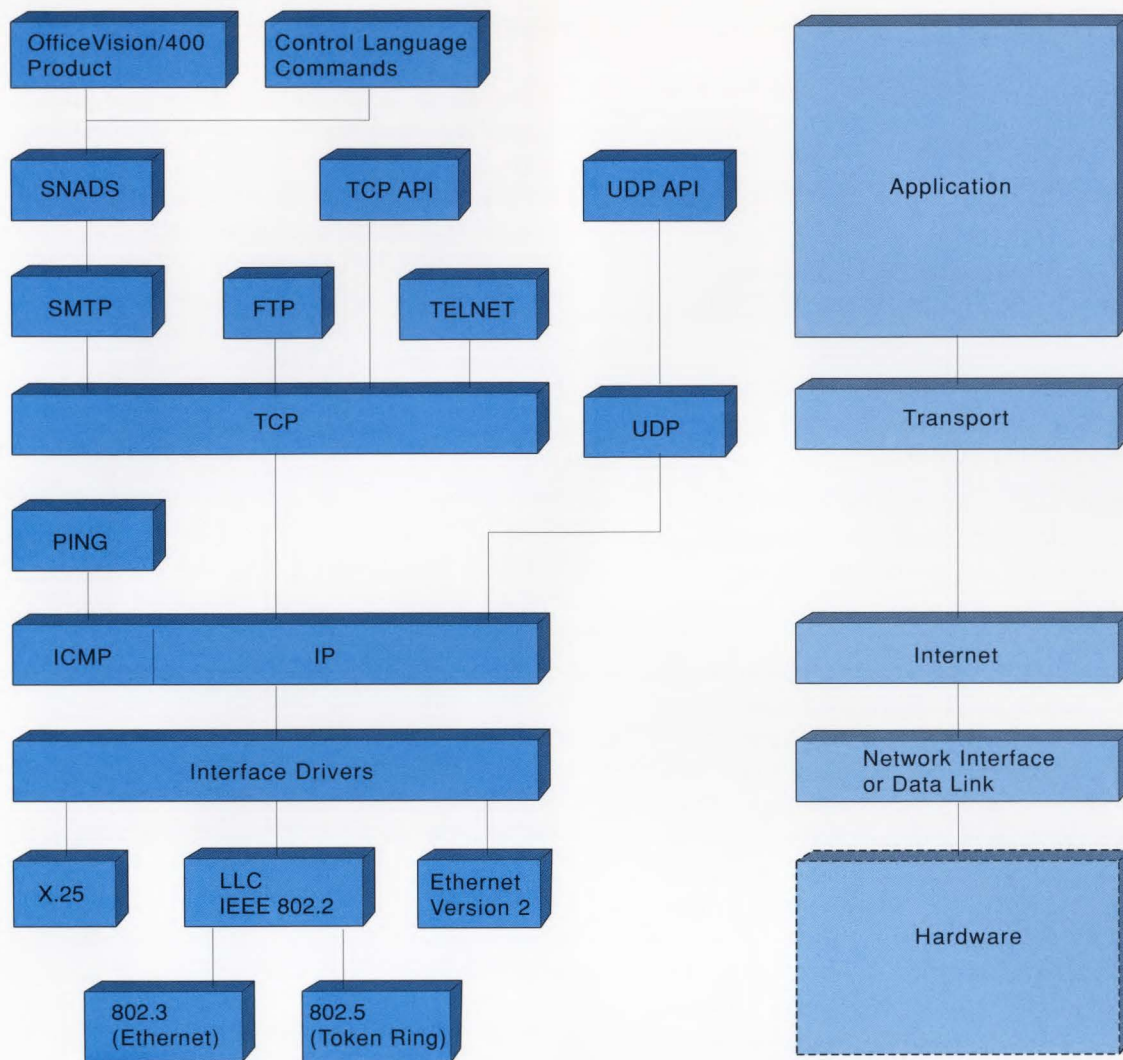 OfficeVision/400
Product
Control Language
Commands
SNADS
TCP API
UDP API
Application
SMTP
FTP
TELNET
TCP
UDP
Transport
PING
ICMP
IP
Internet
Interface Drivers
Network Interface
or Data Link
X.25
LLC
IEEE 802.2
Ethernet
Version 2
Hardware
802.3
(Ethernet)
802.5
(Token Ring)